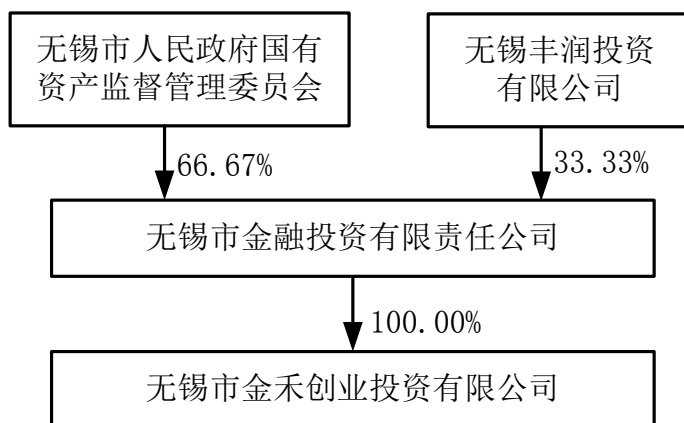 无锡市人民政府国有
资产监督管理委员会
无锡丰润投资
有限公司
66.67%
33.33%
无锡市金融投资有限责任公司
100.00%
无锡市金禾创业投资有限公司